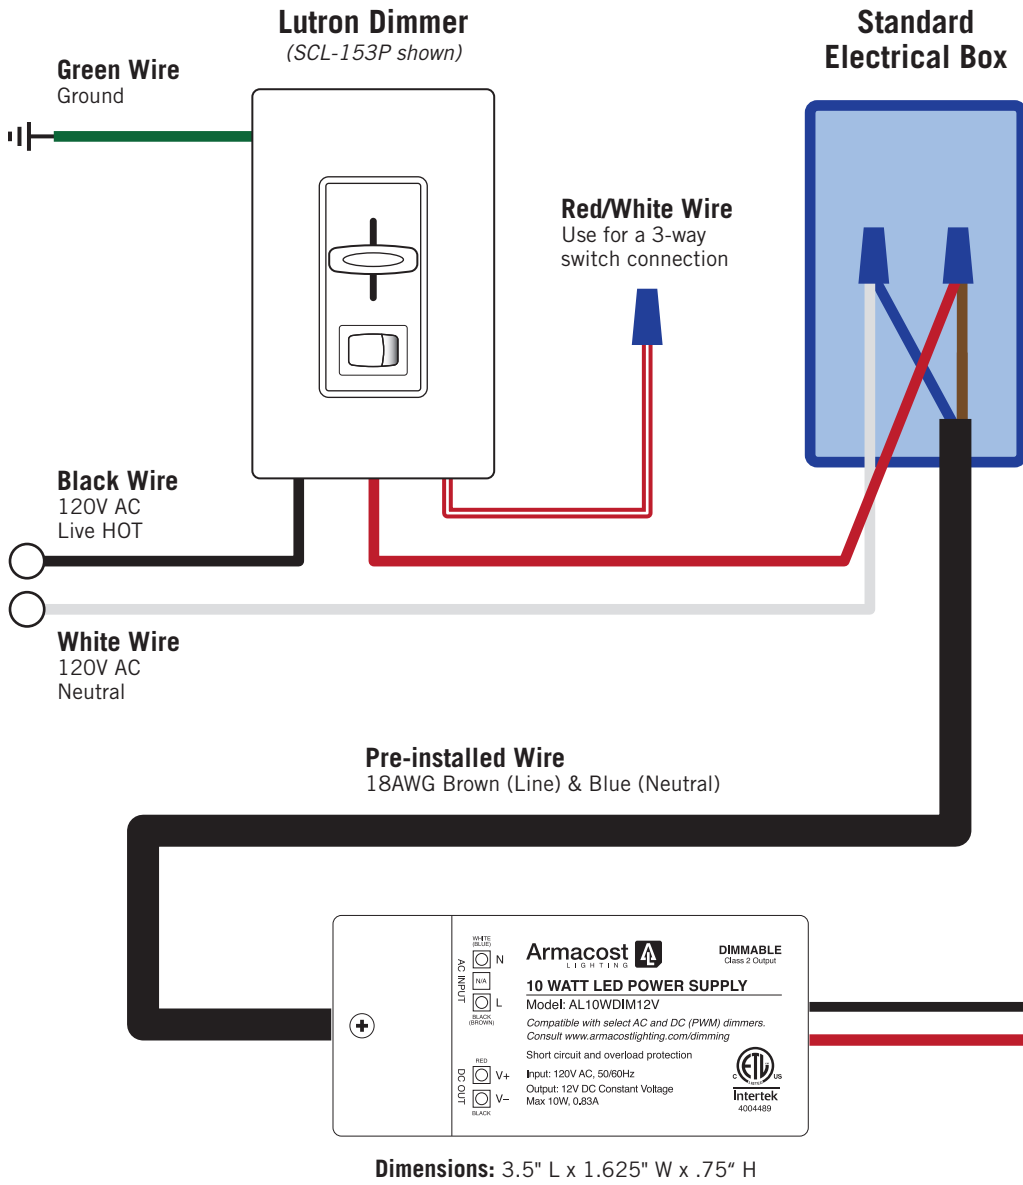 Lutron Dimmer
(SCL-153P shown)
Standard
Electrical Box
Green Wire
Ground
Red/White Wire
Use for a 3-way
switch connection
Black Wire
120V AC
Live HOT
White Wire
120V AC
Neutral
Pre-installed Wire
18AWG Brown (Line) & Blue (Neutral)
WHITE
(BLUE)
N
AC INPUT
N/A
L
BLACK
(BROWN)
RED
V+
DC OUT
V–
BLACK
Armacost
LIGHTING
AL
DIMMABLE
Class 2 Output
10 WATT LED POWER SUPPLY
Model: AL10WDIM12V
Compatible with select AC and DC (PWM) dimmers.
Consult www.armacostlighting.com/dimming
Short circuit and overload protection
Input: 120V AC, 50/60Hz
Output: 12V DC Constant Voltage
Max 10W, 0.83A
C ETL US
Intertek
4004489
Dimensions: 3.5" L x 1.625" W x .75“ H